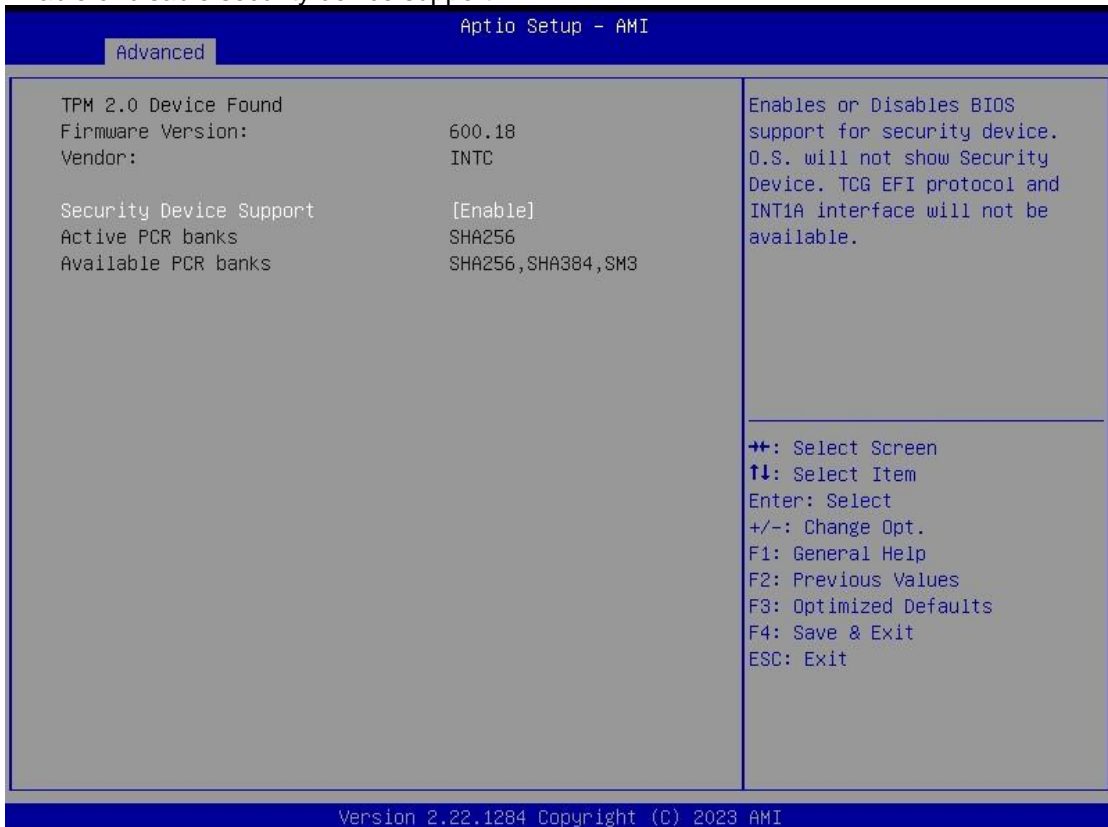 Aptio Setup – AMI
Advanced
TPM 2.0 Device Found
Firmware Version: 600.18
Vendor: INTC
Security Device Support [Enable]
Active PCR banks SHA256
Available PCR banks SHA256,SHA384,SM3
Enables or Disables BIOS
support for security device.
O.S. will not show Security
Device. TCG EFI protocol and
INT1A interface will not be
available.
→←: Select Screen
↑↓: Select Item
Enter: Select
+/-: Change Opt.
F1: General Help
F2: Previous Values
F3: Optimized Defaults
F4: Save & Exit
ESC: Exit
Version 2.22.1284 Copyright (C) 2023 AMI